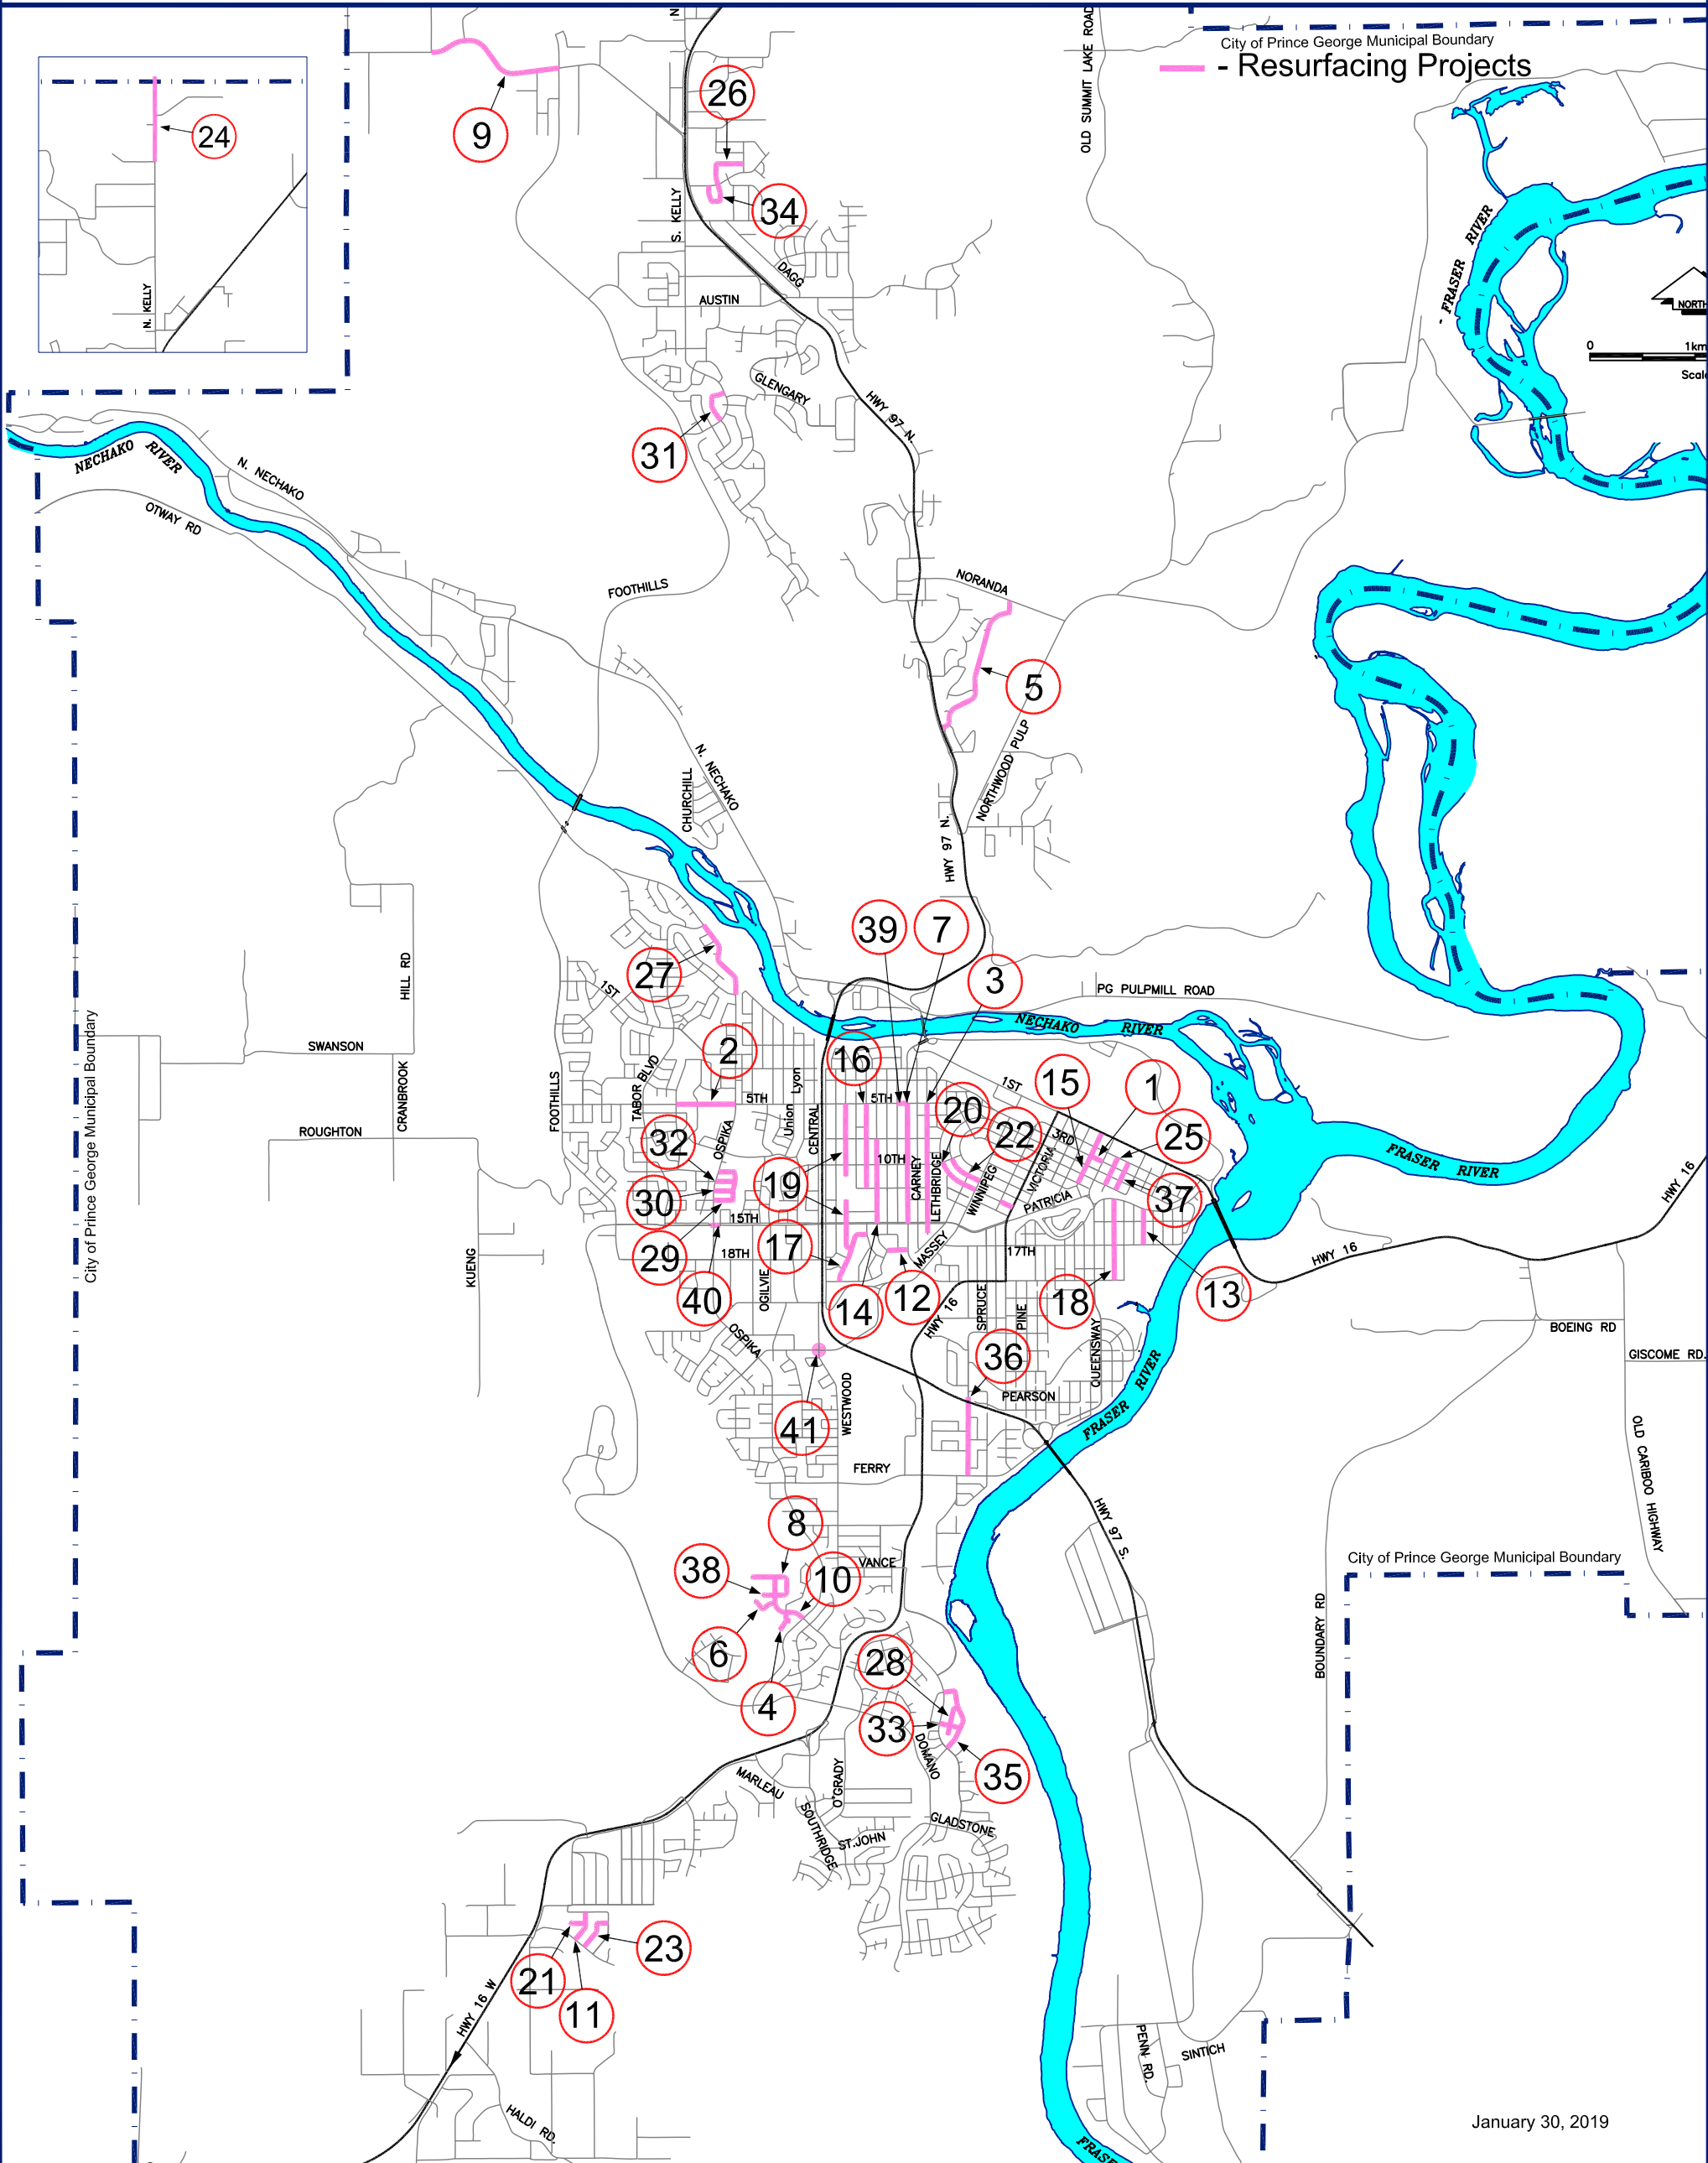 City of Prince George Municipal Boundary
- Resurfacing Projects
N
OLD SUMMIT LAKE ROAD
24
N. KELLY
9
26
34
S. KELLY
DAGG
AUSTIN
FRASER RIVER
NORTH
0
1km
GLENGARY
HWY 97 N.
31
NECHAKO RIVER
N. NECHAKO
OTWAY RD
FOOTHILLS
NORANDA
5
NORTHWOOD PULP
N. NECHAKO
CHURCHILL
HWY 97 N.
39
7
3
27
1ST
HILL RD
PG PULPMILL ROAD
NECHAKO RIVER
City of Prince George Municipal Boundary
SWANSON
CRANBROOK
ROUGHTON
KUENG
FOOTHILLS
TABOR BLVD
2
5TH
Lyon
Union
CENTRAL
16
5TH
1ST
15
1
20
22
3RD
25
32
OSPIKA
10TH
30
19
CARNEY
LETHBRIDGE
WINNIPEG
VICTORIA
PATRICIA
37
FRASER RIVER
HWY 16
29
15TH
18TH
17
OGILVIE
MASSEY
17TH
40
14
12
HWY 16
SPRUCE
PINE
18
13
HWY 16
BOEING RD
GISCOME RD.
OSPIKA
36
QUEENSWAY
PEARSON
41
WESTWOOD
FERRY
FRASER RIVER
OLD CARIBOO HIGHWAY
HWY 97 S.
8
38
VANCE
10
City of Prince George Municipal Boundary
BOUNDARY RD
6
4
28
33
DOMANO
35
MARLEAU
O'GRADY
SOUTHRIDGE
ST.JOHN
GLADSTONE
23
21
11
HWY 16 W
HALDI RD.
PENN RD.
SINTICH
January 30, 2019